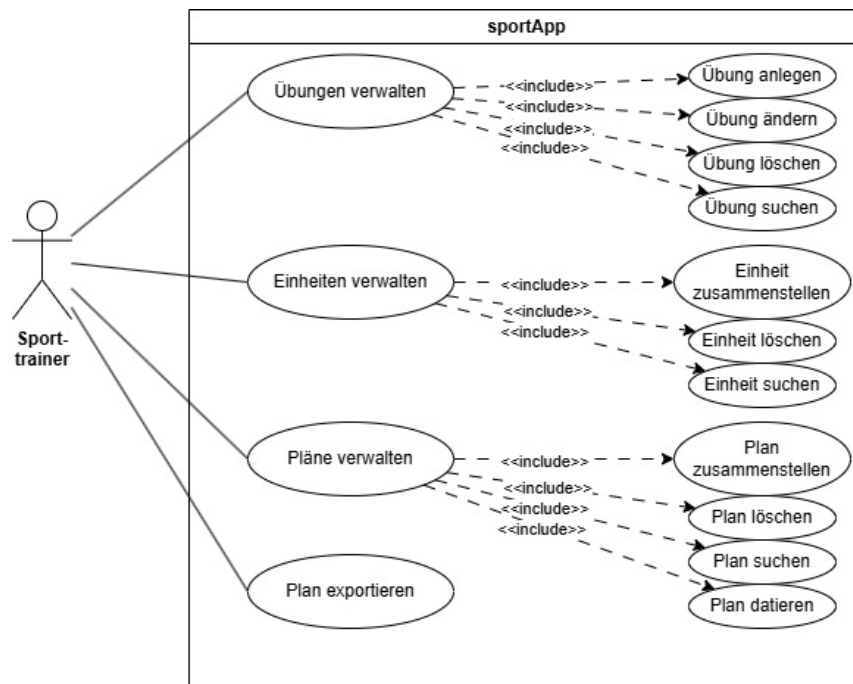 sportApp
Übungen verwalten
<<include>>
<<include>>
<<include>>
<<include>>
Übung anlegen
Übung ändern
Übung löschen
Übung suchen
Sport-
trainer
Einheiten verwalten
<<include>>
<<include>>
<<include>>
Einheit
zusammenstellen
Einheit löschen
Einheit suchen
Pläne verwalten
<<include>>
<<include>>
<<include>>
<<include>>
Plan
zusammenstellen
Plan löschen
Plan suchen
Plan datieren
Plan exportieren